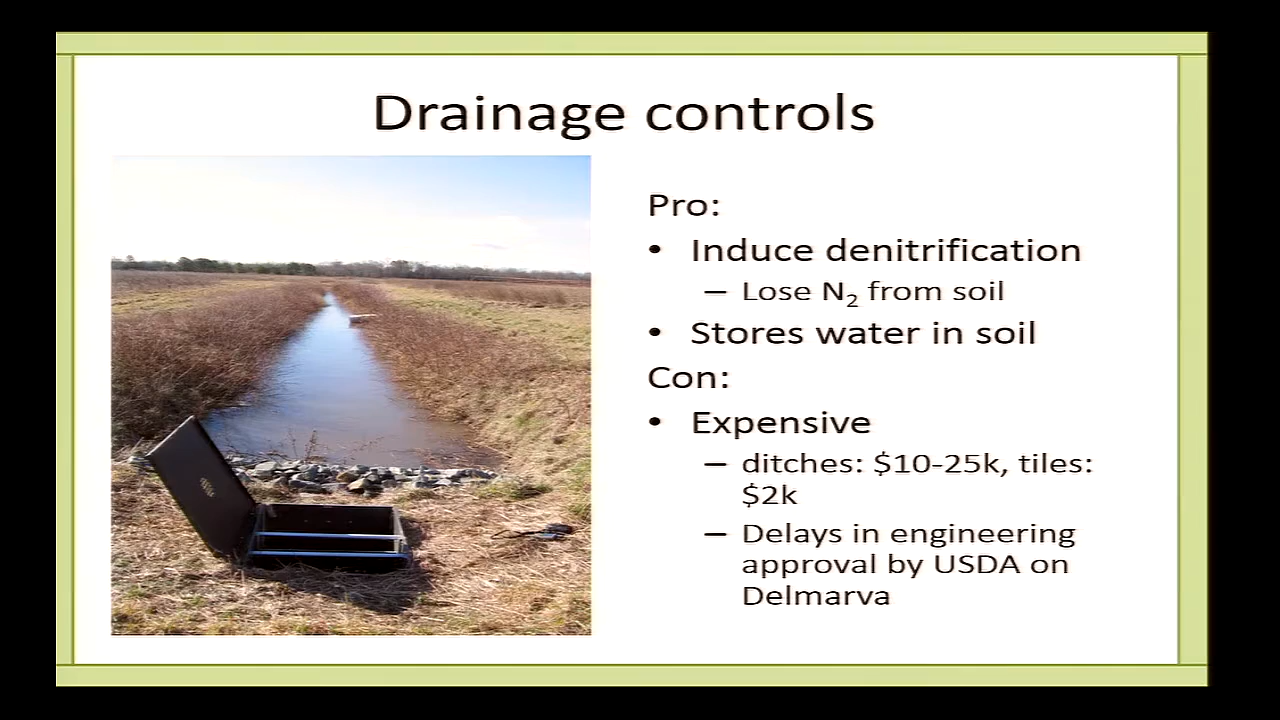 Drainage controls
Pro:
• Induce denitrification
– Lose N₂ from soil
• Stores water in soil
Con:
• Expensive
– ditches: $10-25k, tiles:
$2k
– Delays in engineering
approval by USDA on
Delmarva